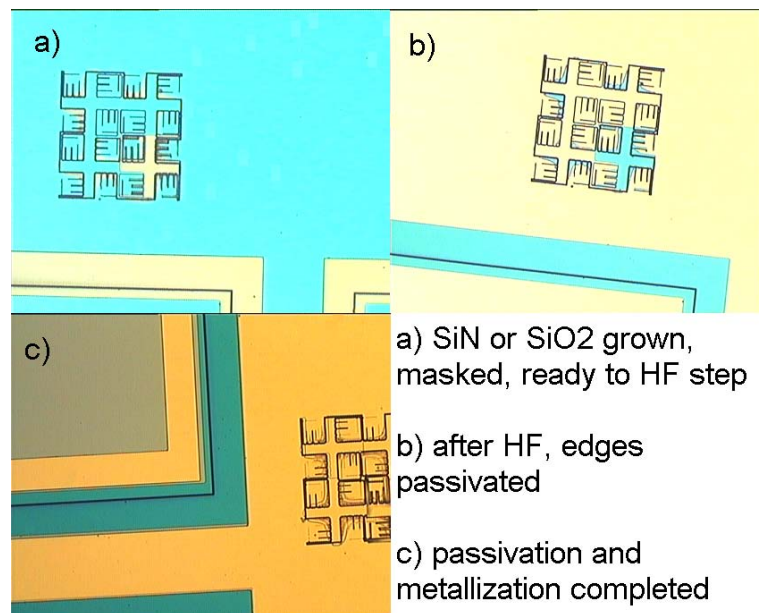 a)
b)
c)
a) SiN or SiO2 grown,
masked, ready to HF step
b) after HF, edges
passivated
c) passivation and
metallization completed